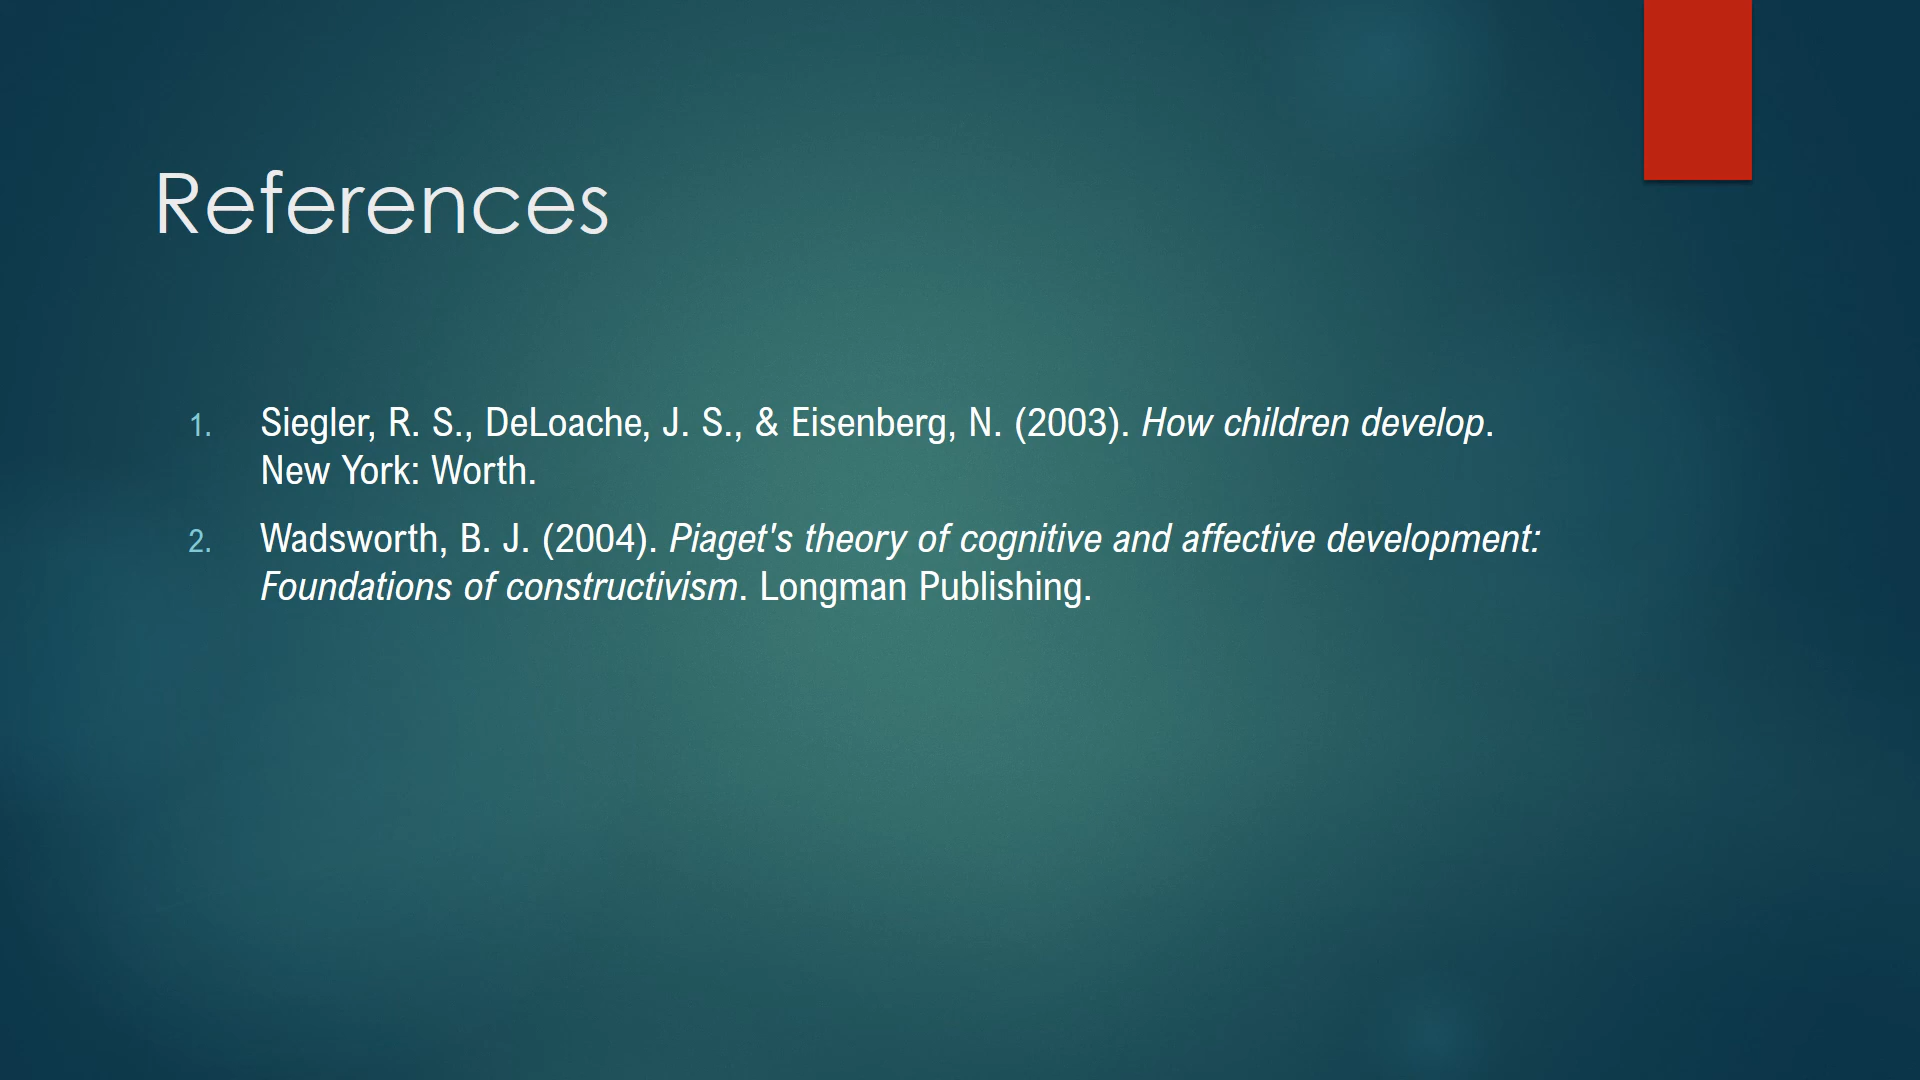 References
1. Siegler, R. S., DeLoache, J. S., & Eisenberg, N. (2003). How children develop.
New York: Worth.
2. Wadsworth, B. J. (2004). Piaget's theory of cognitive and affective development:
Foundations of constructivism. Longman Publishing.